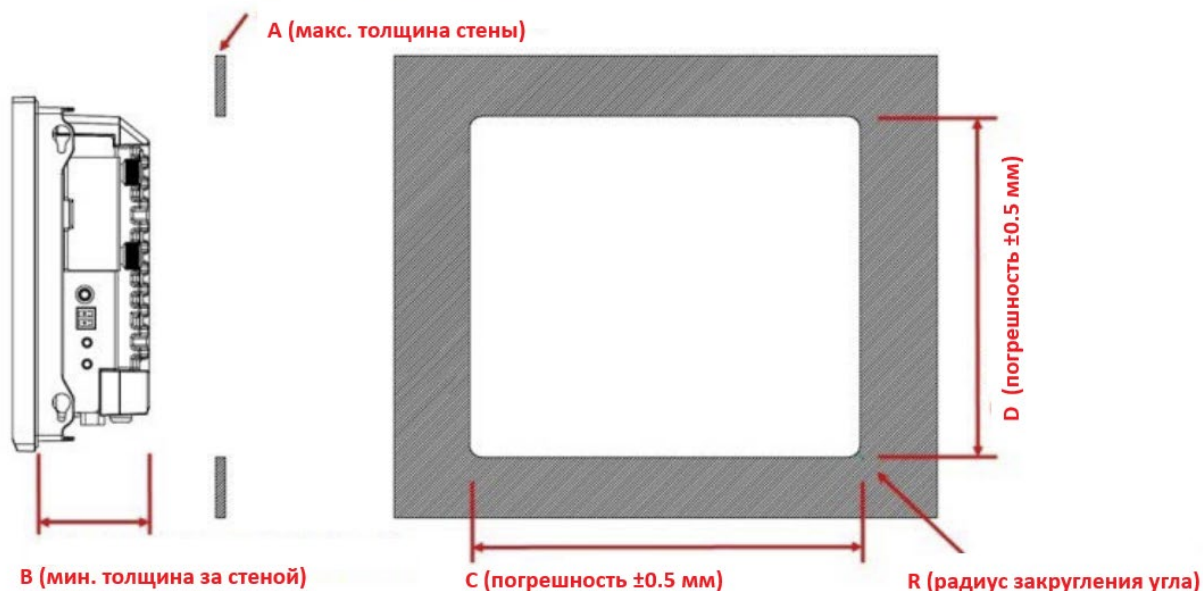 A (макс. толщина стены)
D (погрешность ±0.5 мм)
B (мин. толщина за стеной)
C (погрешность ±0.5 мм)
R (радиус закругления угла)